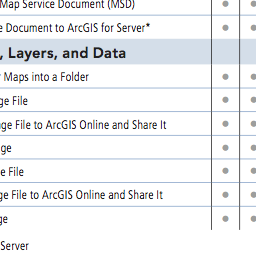 Map Service Document (MSD)
Document to ArcGIS for Server*
, Layers, and Data
Maps into a Folder
ge File
ge File to ArcGIS Online and Share It
ge
e File
ge File to ArcGIS Online and Share It
ge
Server